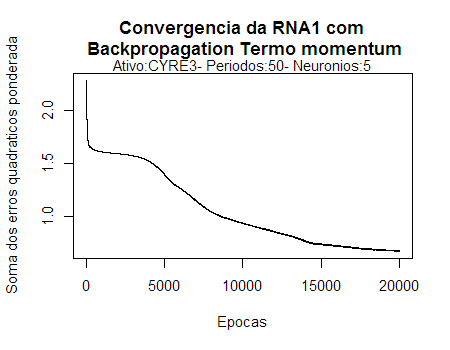 Convergencia da RNA1 com
Backpropagation Termo momentum
Ativo:CYRE3- Periodos:50- Neuronios:5
Soma dos erros quadraticos ponderada
2.0
1.5
1.0
0 5000 10000 15000 20000
Epocas